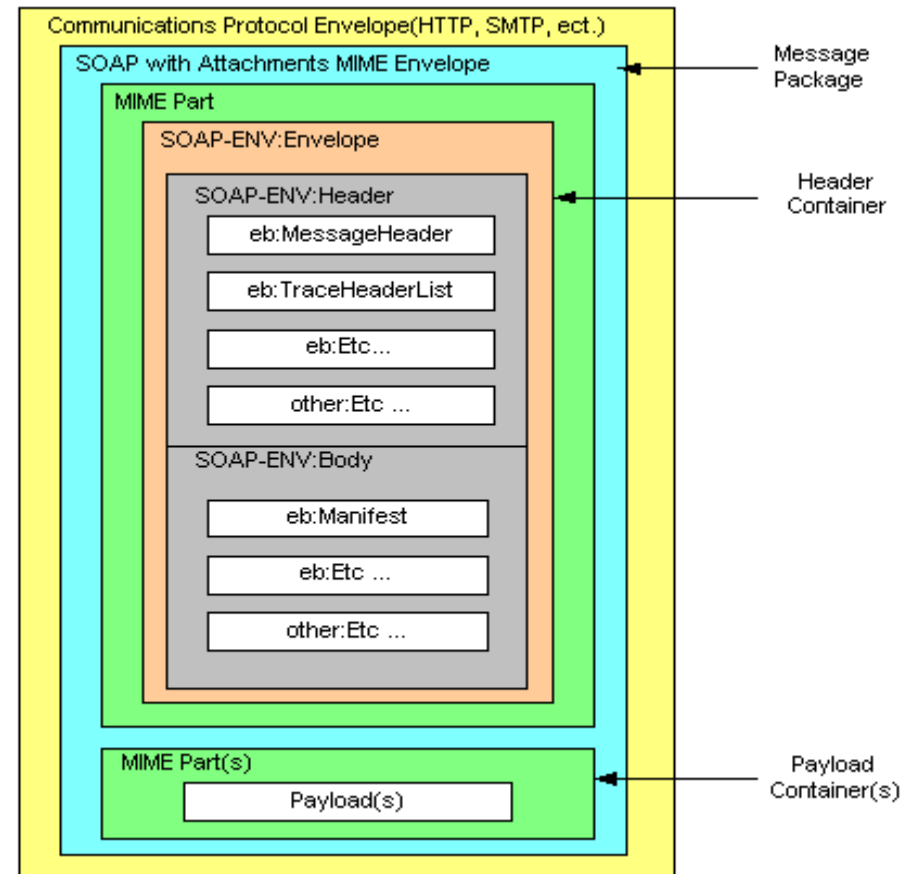 Communications Protocol Envelope(HTTP, SMTP, ect.)
SOAP with Attachments MIME Envelope
Message
Package
MIME Part
SOAP-ENV:Envelope
SOAP-ENV:Header
Header
Container
eb:MessageHeader
eb:TraceHeaderList
eb:Etc...
other:Etc ...
SOAP-ENV:Body
eb:Manifest
eb:Etc ...
other:Etc ...
MIME Part(s)
Payload(s)
Payload
Container(s)